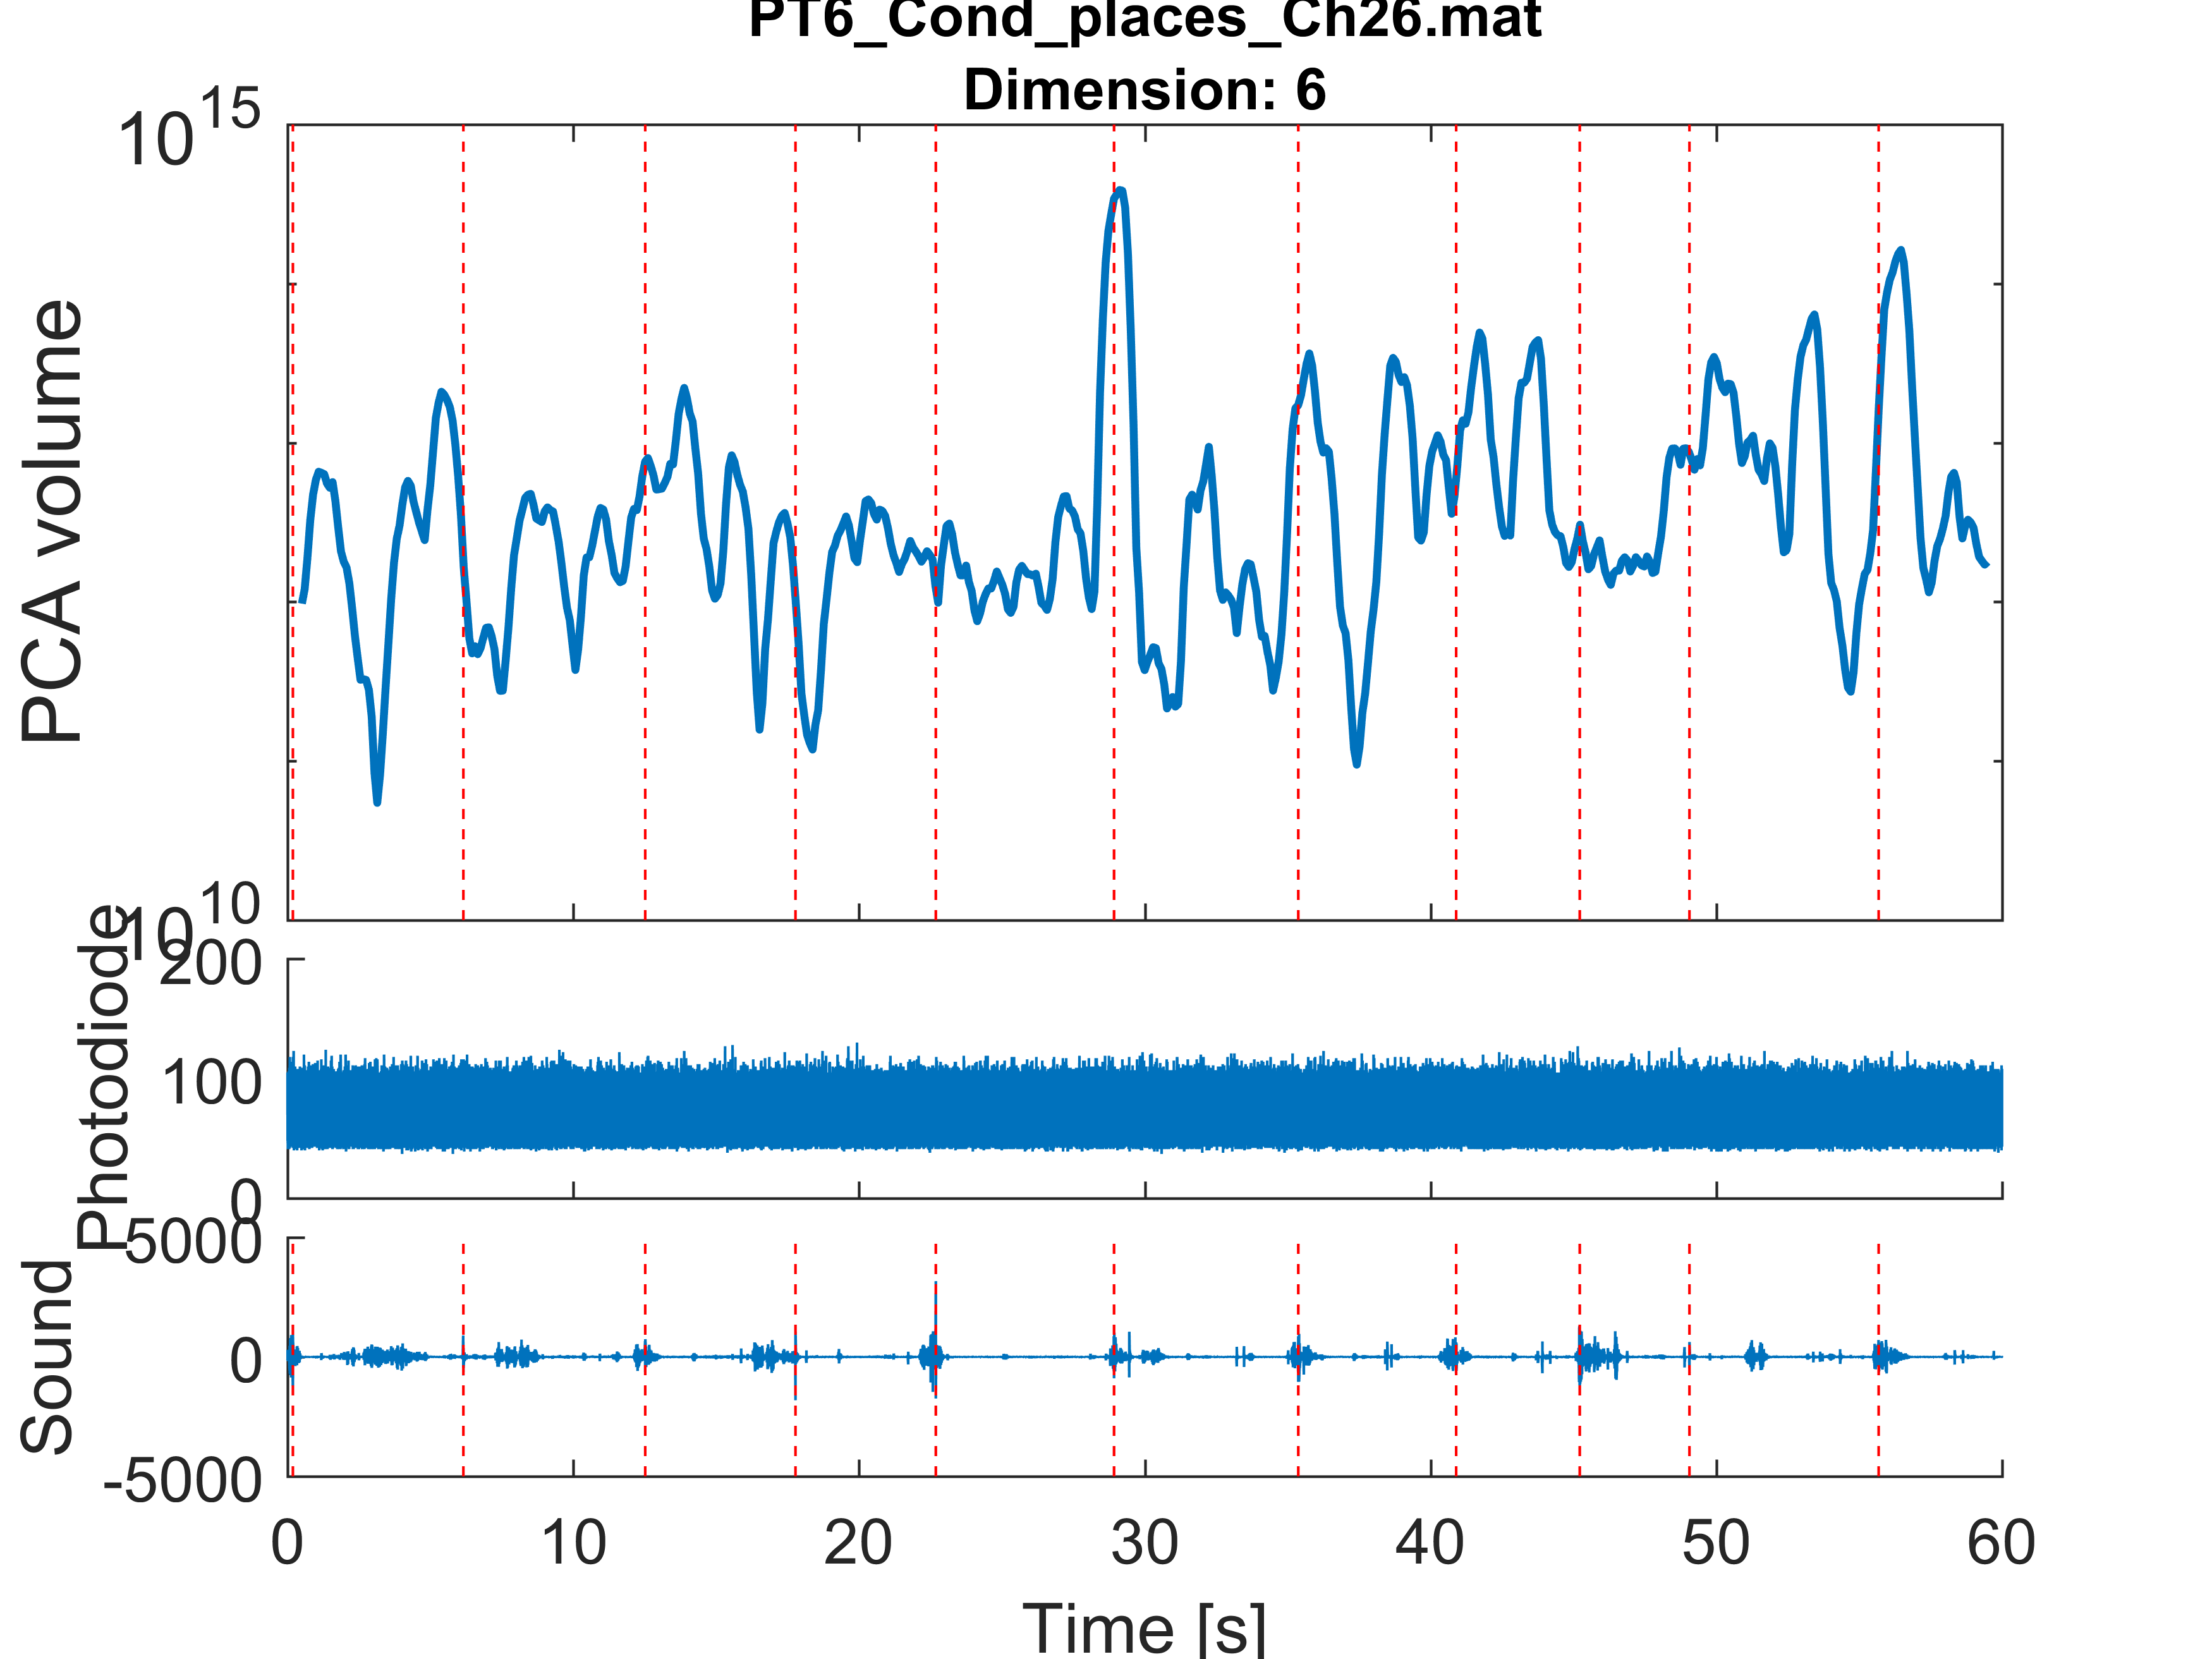 PT6_Cond_places_Ch26.mat
Dimension: 6
10^15
PCA volume
10^10
200
Photodiode
100
0
5000
Sound
0
-5000
0 10 20 30 40 50 60
Time [s]